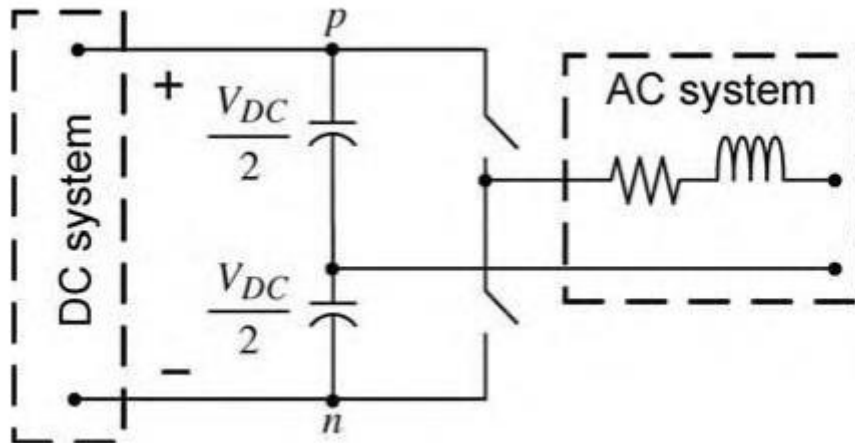 p
+
V_DC
2
AC system
DC system
V_DC
2
-
n